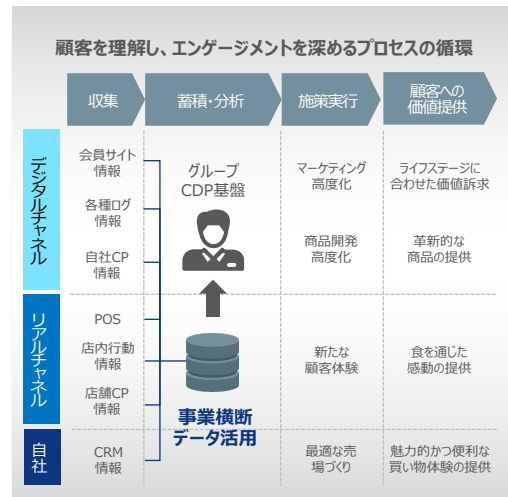 顧客を理解し、エンゲージメントを深めるプロセスの循環
収集
蓄積・分析
施策実行
顧客への
価値提供
デジタルチャネル
会員サイト
情報
各種ログ
情報
自社CP
情報
グループ
CDP基盤
マーケティング
高度化
商品開発
高度化
ライフステージに
合わせた価値訴求
革新的な
商品の提供
リアルチャネル
POS
店内行動
情報
店舗CP
情報
事業横断
データ活用
新たな
顧客体験
食を通じた
感動の提供
自社
CRM
情報
最適な売
場づくり
魅力的かつ便利な
買い物体験の提供